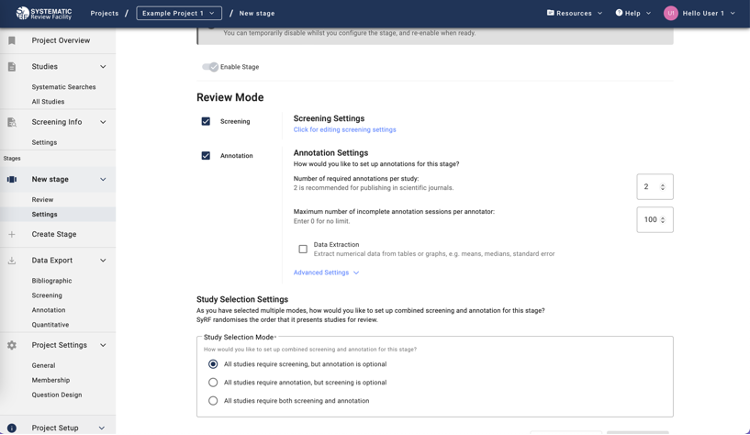 SYSTEMATIC
Review Facility
Projects / Example Project 1 / New stage
Resources
Help
U1
Hello User 1
Project Overview
Studies
Systematic Searches
All Studies
Screening Info
Settings
Stages
New stage
Review
Settings
Create Stage
Data Export
Bibliographic
Screening
Annotation
Quantitative
Project Settings
General
Membership
Question Design
Project Setup
You can temporarily disable whilst you configure the stage, and re-enable when ready.
Enable Stage
Review Mode
Screening
Screening Settings
Click for editing screening settings
Annotation
Annotation Settings
How would you like to set up annotations for this stage?
Number of required annotations per study:
2 is recommended for publishing in scientific journals.
2
Maximum number of incomplete annotation sessions per annotator:
Enter 0 for no limit.
100
Data Extraction
Extract numerical data from tables or graphs, e.g. means, medians, standard error
Advanced Settings
Study Selection Settings
As you have selected multiple modes, how would you like to set up combined screening and annotation for this stage?
SyRF randomises the order that it presents studies for review.
Study Selection Mode*
How would you like to set up combined screening and annotation for this stage?
All studies require screening, but annotation is optional
All studies require annotation, but screening is optional
All studies require both screening and annotation